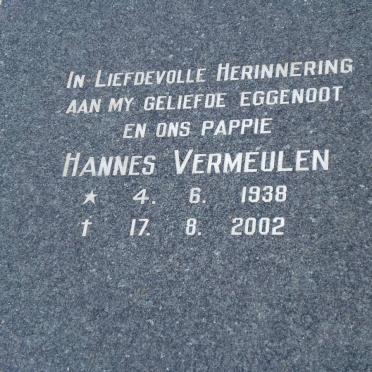 In Liefdevolle Herinnering
aan my geliefde eggenoot
en ons pappie
Hannes Vermeulen
★ 4. 6. 1938
† 17. 8. 2002